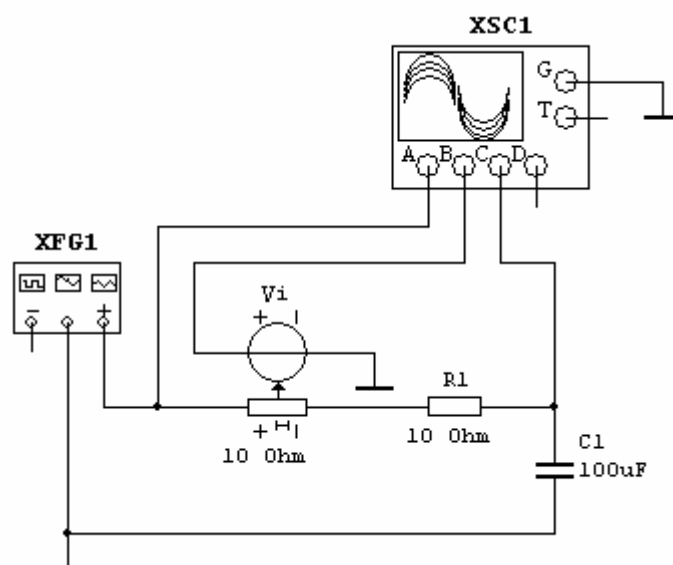 XSC1
G
T
A B C D
XFG1
- +
Vi
+ -
+ H -
10 Ohm
R1
10 Ohm
C1
100uF